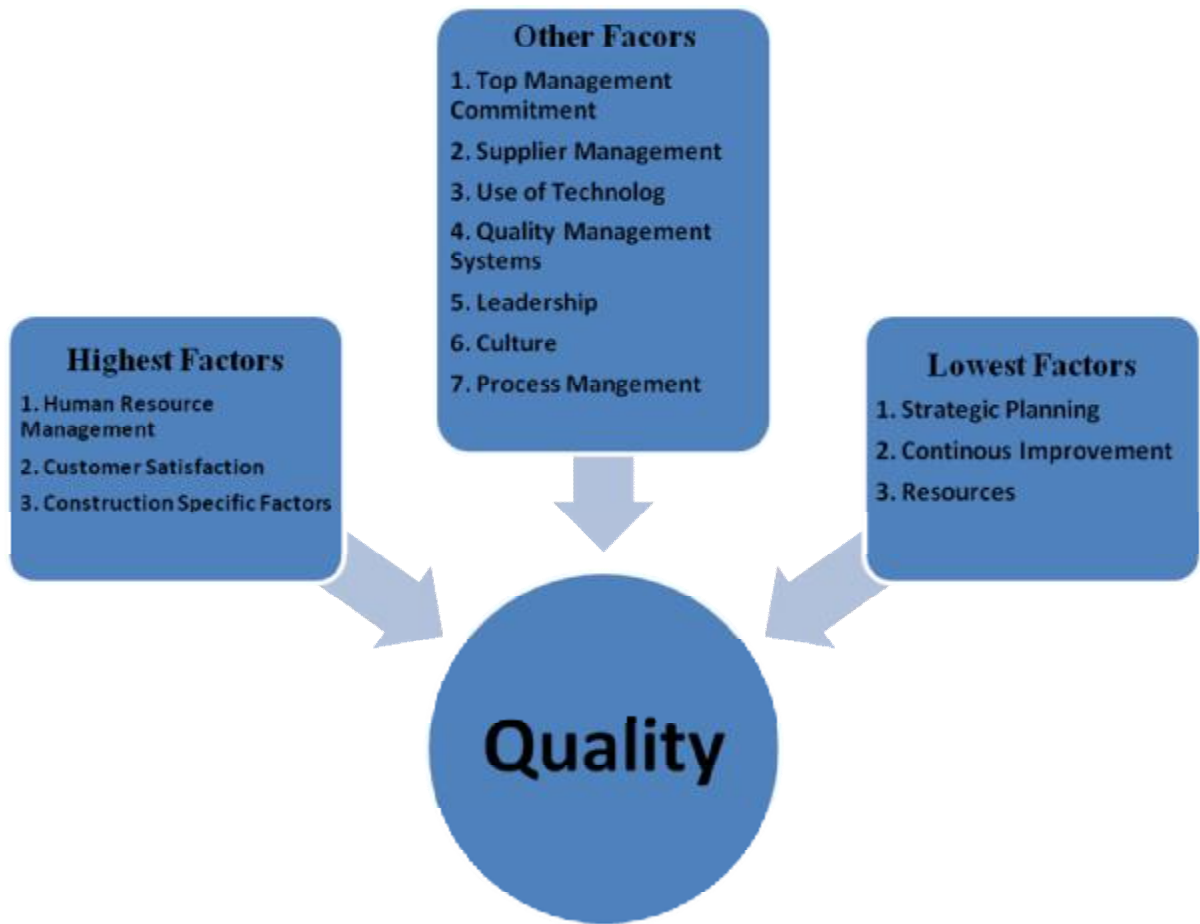 Other Facors
1. Top Management
Commitment
2. Supplier Management
3. Use of Technolog
4. Quality Management
Systems
5. Leadership
6. Culture
7. Process Mangement
Highest Factors
1. Human Resource
Management
2. Customer Satisfaction
3. Construction Specific Factors
Lowest Factors
1. Strategic Planning
2. Continous Improvement
3. Resources
Quality